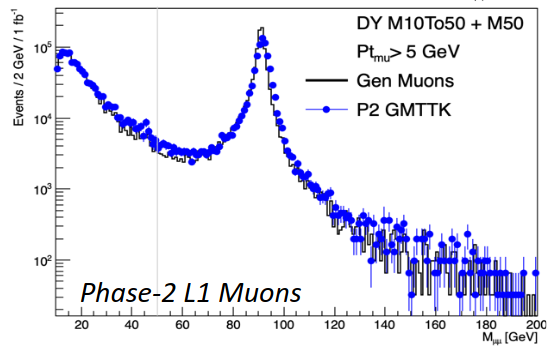 DY M10To50 + M50
Pt_mu > 5 GeV
Gen Muons
P2 GMTTK
Events / 2 GeV / 1 fb⁻¹
10⁵
10⁴
10³
10²
Phase-2 L1 Muons
20 40 60 80 100 120 140 160 180 200
M_μμ [GeV]